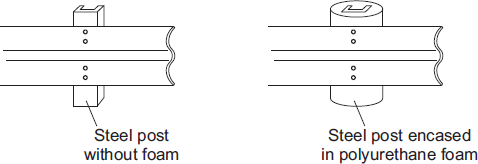 Steel post
without foam
Steel post encased
in polyurethane foam